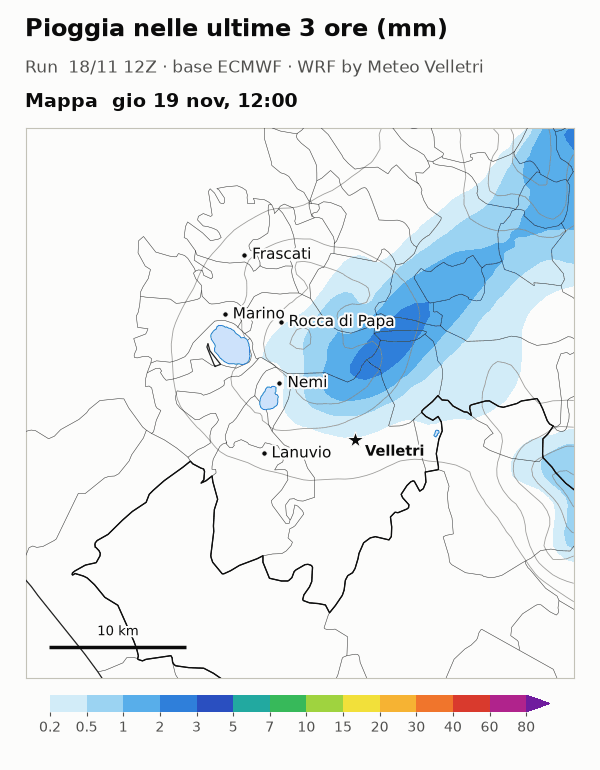 Pioggia nelle ultime 3 ore (mm)
Run  18/11 12Z · base ECMWF · WRF by Meteo Velletri
Mappa  gio 19 nov, 12:00
Frascati
Marino
Rocca di Papa
Nemi
Velletri
Lanuvio
10 km
0.2 0.5 1 2 3 5 7 10 15 20 30 40 60 80